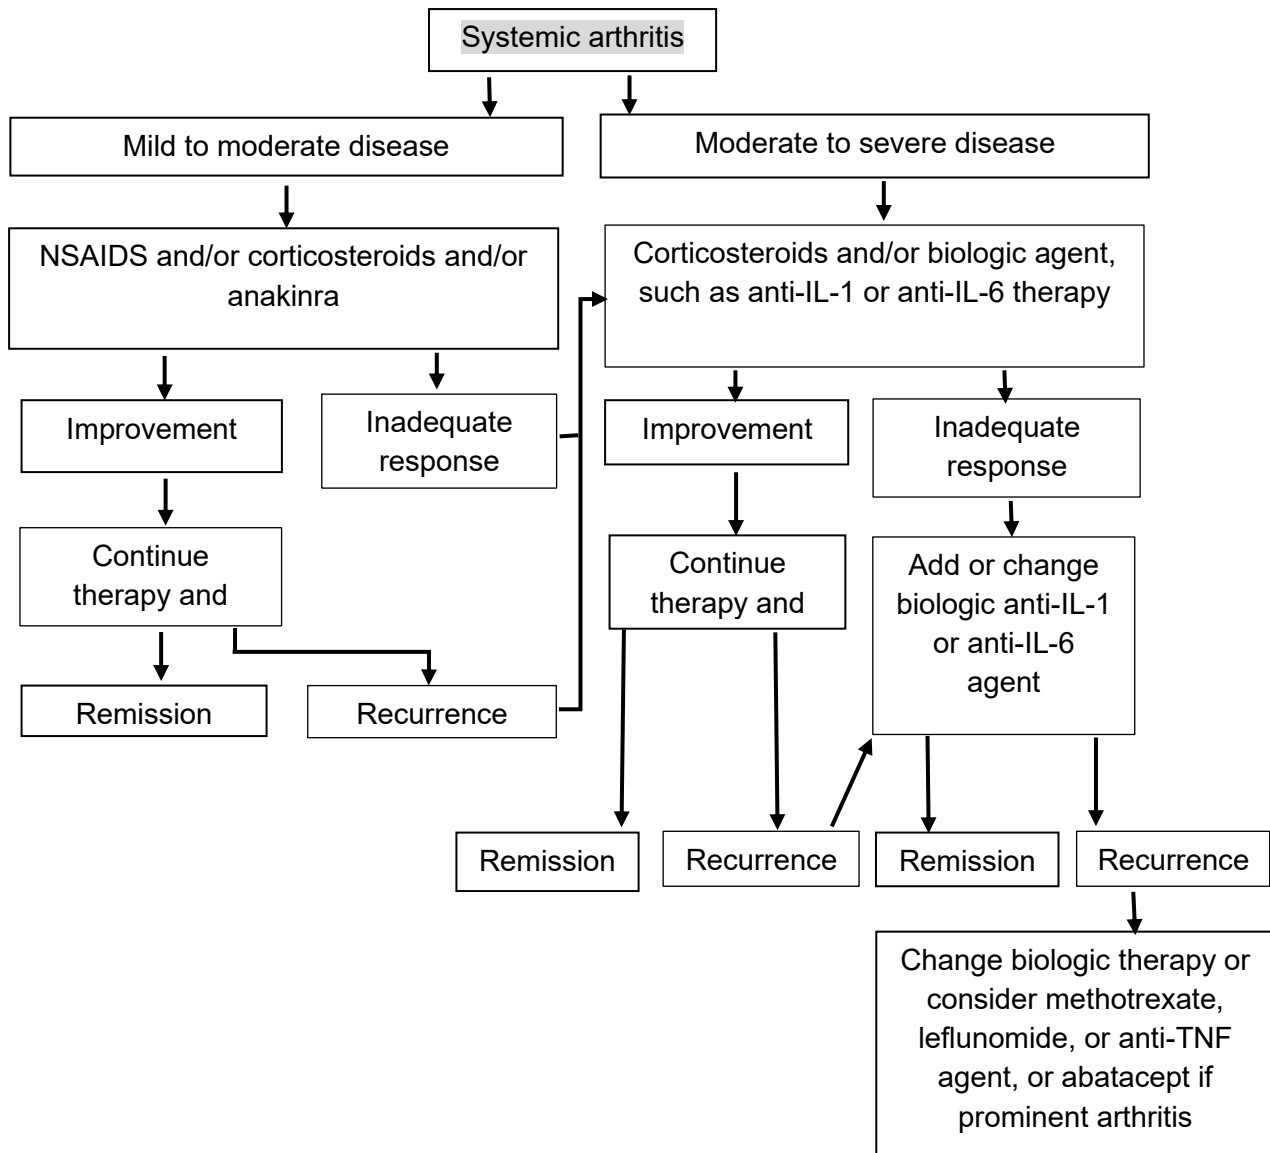 Systemic arthritis
Mild to moderate disease
Moderate to severe disease
NSAIDS and/or corticosteroids and/or
anakinra
Corticosteroids and/or biologic agent,
such as anti-IL-1 or anti-IL-6 therapy
Improvement
Inadequate
response
Improvement
Inadequate
response
Continue
therapy and
Continue
therapy and
Add or change
biologic anti-IL-1
or anti-IL-6
agent
Remission
Recurrence
Remission
Recurrence
Remission
Recurrence
Change biologic therapy or
consider methotrexate,
leflunomide, or anti-TNF
agent, or abatacept if
prominent arthritis